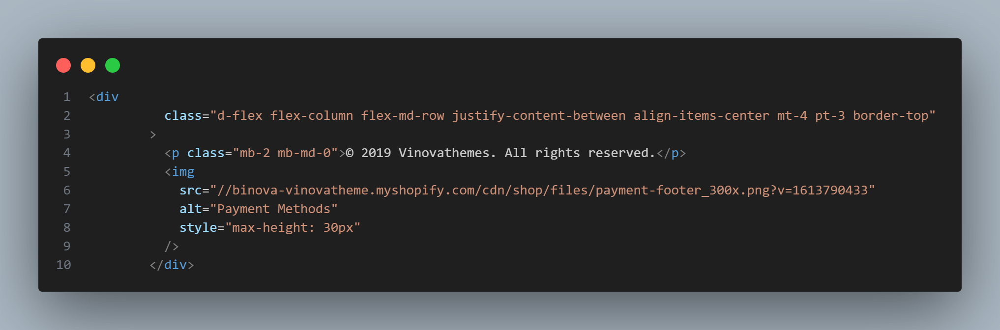 1 <div
2 class="d-flex flex-column flex-md-row justify-content-between align-items-center mt-4 pt-3 border-top"
3 >
4 <p class="mb-2 mb-md-0">© 2019 Vinovathemes. All rights reserved.</p>
5 <img
6 src="//binova-vinovatheme.myshopify.com/cdn/shop/files/payment-footer_300x.png?v=1613790433"
7 alt="Payment Methods"
8 style="max-height: 30px"
9 />
10 </div>